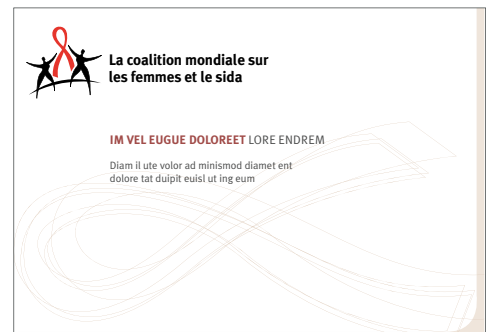 La coalition mondiale sur
les femmes et le sida
IM VEL EUGUE DOLOREET LORE ENDREM
Diam il ute volor ad minismod diamet ent
dolore tat duipit euisl ut ing eum